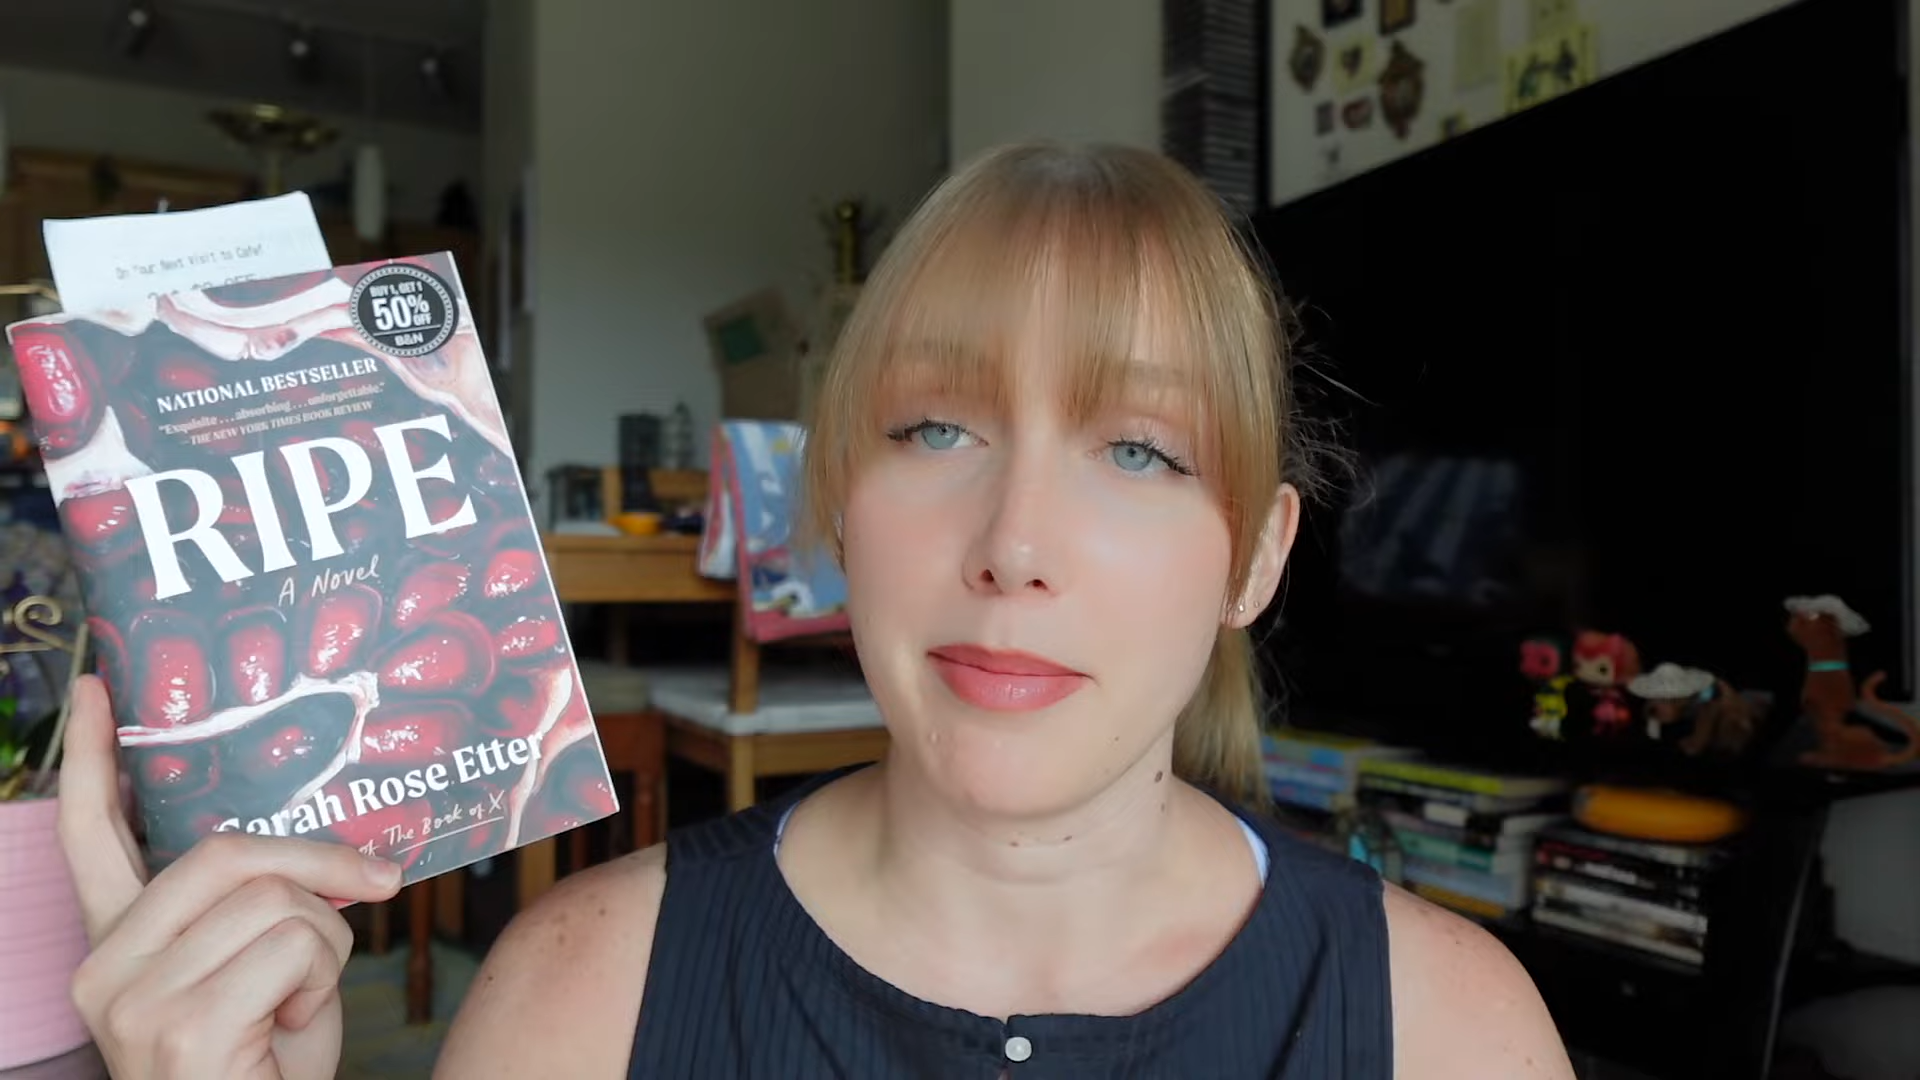 On Your Next Visit to Cafe!
BUY 1, GET 1
50% OFF
B&N
NATIONAL BESTSELLER
"Exquisite...absorbing...unforgettable."
—THE NEW YORK TIMES BOOK REVIEW
RIPE
A Novel
Sarah Rose Etter
of The Book of X